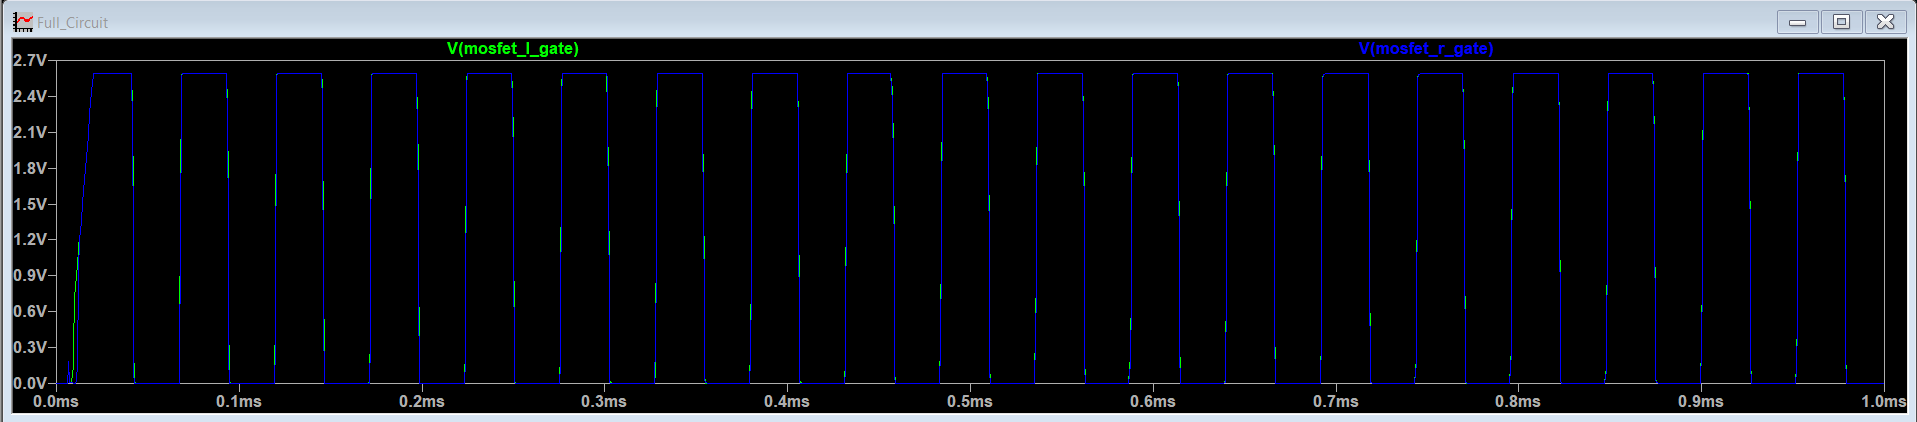 Full_Circuit
V(mosfet_l_gate) V(mosfet_r_gate)
2.7V
2.4V
2.1V
1.8V
1.5V
1.2V
0.9V
0.6V
0.3V
0.0V
0.0ms 0.1ms 0.2ms 0.3ms 0.4ms 0.5ms 0.6ms 0.7ms 0.8ms 0.9ms 1.0ms